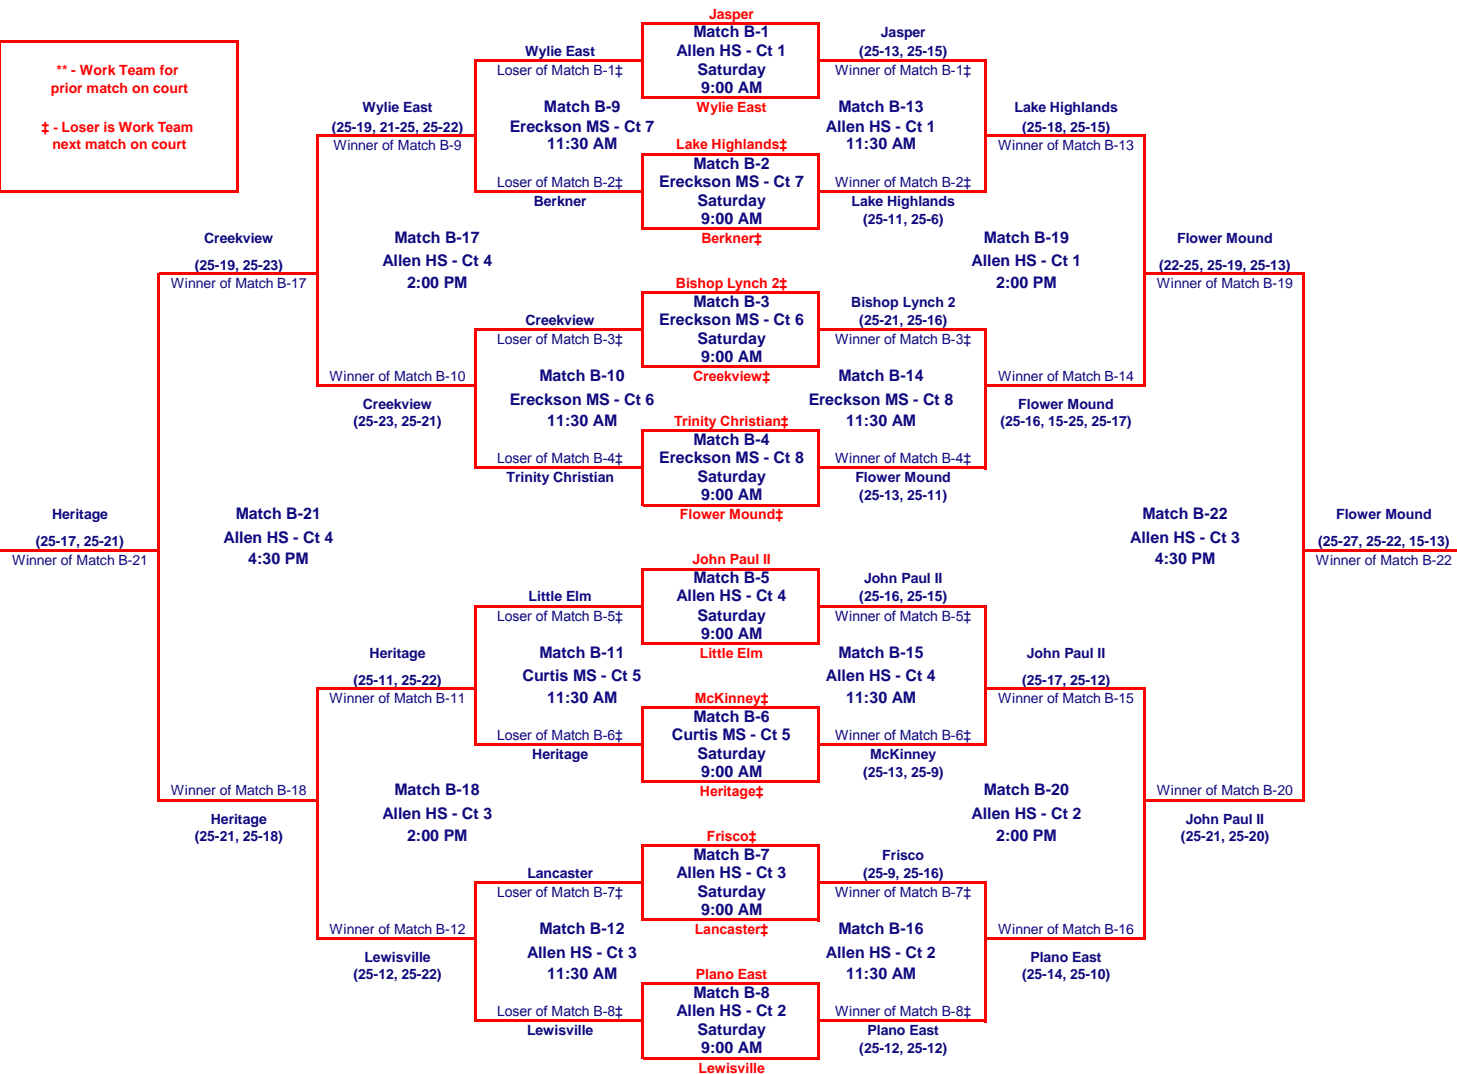 Jasper
Match B-1
Allen HS - Ct 1
Saturday
9:00 AM
Wylie East
** - Work Team for
prior match on court
‡ - Loser is Work Team
next match on court
Wylie East
Loser of Match B-1‡
Jasper
(25-13, 25-15)
Winner of Match B-1‡
Wylie East
(25-19, 21-25, 25-22)
Winner of Match B-9
Match B-9
Ereckson MS - Ct 7
11:30 AM
Match B-13
Allen HS - Ct 1
11:30 AM
Lake Highlands
(25-18, 25-15)
Winner of Match B-13
Lake Highlands‡
Match B-2
Ereckson MS - Ct 7
Saturday
9:00 AM
Berkner‡
Loser of Match B-2‡
Berkner
Winner of Match B-2‡
Lake Highlands
(25-11, 25-6)
Creekview
(25-19, 25-23)
Winner of Match B-17
Match B-17
Allen HS - Ct 4
2:00 PM
Match B-19
Allen HS - Ct 1
2:00 PM
Flower Mound
(22-25, 25-19, 25-13)
Winner of Match B-19
Bishop Lynch 2‡
Match B-3
Ereckson MS - Ct 6
Saturday
9:00 AM
Creekview‡
Creekview
Loser of Match B-3‡
Bishop Lynch 2
(25-21, 25-16)
Winner of Match B-3‡
Winner of Match B-10
Creekview
(25-23, 25-21)
Match B-10
Ereckson MS - Ct 6
11:30 AM
Match B-14
Ereckson MS - Ct 8
11:30 AM
Winner of Match B-14
Flower Mound
(25-16, 15-25, 25-17)
Trinity Christian‡
Match B-4
Ereckson MS - Ct 8
Saturday
9:00 AM
Flower Mound‡
Loser of Match B-4‡
Trinity Christian
Winner of Match B-4‡
Flower Mound
(25-13, 25-11)
Heritage
(25-17, 25-21)
Winner of Match B-21
Match B-21
Allen HS - Ct 4
4:30 PM
Match B-22
Allen HS - Ct 3
4:30 PM
Flower Mound
(25-27, 25-22, 15-13)
Winner of Match B-22
John Paul II
Match B-5
Allen HS - Ct 4
Saturday
9:00 AM
Little Elm
Little Elm
Loser of Match B-5‡
John Paul II
(25-16, 25-15)
Winner of Match B-5‡
Heritage
(25-11, 25-22)
Winner of Match B-11
Match B-11
Curtis MS - Ct 5
11:30 AM
Match B-15
Allen HS - Ct 4
11:30 AM
John Paul II
(25-17, 25-12)
Winner of Match B-15
McKinney‡
Match B-6
Curtis MS - Ct 5
Saturday
9:00 AM
Heritage‡
Loser of Match B-6‡
Heritage
Winner of Match B-6‡
McKinney
(25-13, 25-9)
Winner of Match B-18
Heritage
(25-21, 25-18)
Match B-18
Allen HS - Ct 3
2:00 PM
Match B-20
Allen HS - Ct 2
2:00 PM
Winner of Match B-20
John Paul II
(25-21, 25-20)
Frisco‡
Match B-7
Allen HS - Ct 3
Saturday
9:00 AM
Lancaster‡
Lancaster
Loser of Match B-7‡
Frisco
(25-9, 25-16)
Winner of Match B-7‡
Winner of Match B-12
Lewisville
(25-12, 25-22)
Match B-12
Allen HS - Ct 3
11:30 AM
Match B-16
Allen HS - Ct 2
11:30 AM
Winner of Match B-16
Plano East
(25-14, 25-10)
Plano East
Match B-8
Allen HS - Ct 2
Saturday
9:00 AM
Lewisville
Loser of Match B-8‡
Lewisville
Winner of Match B-8‡
Plano East
(25-12, 25-12)